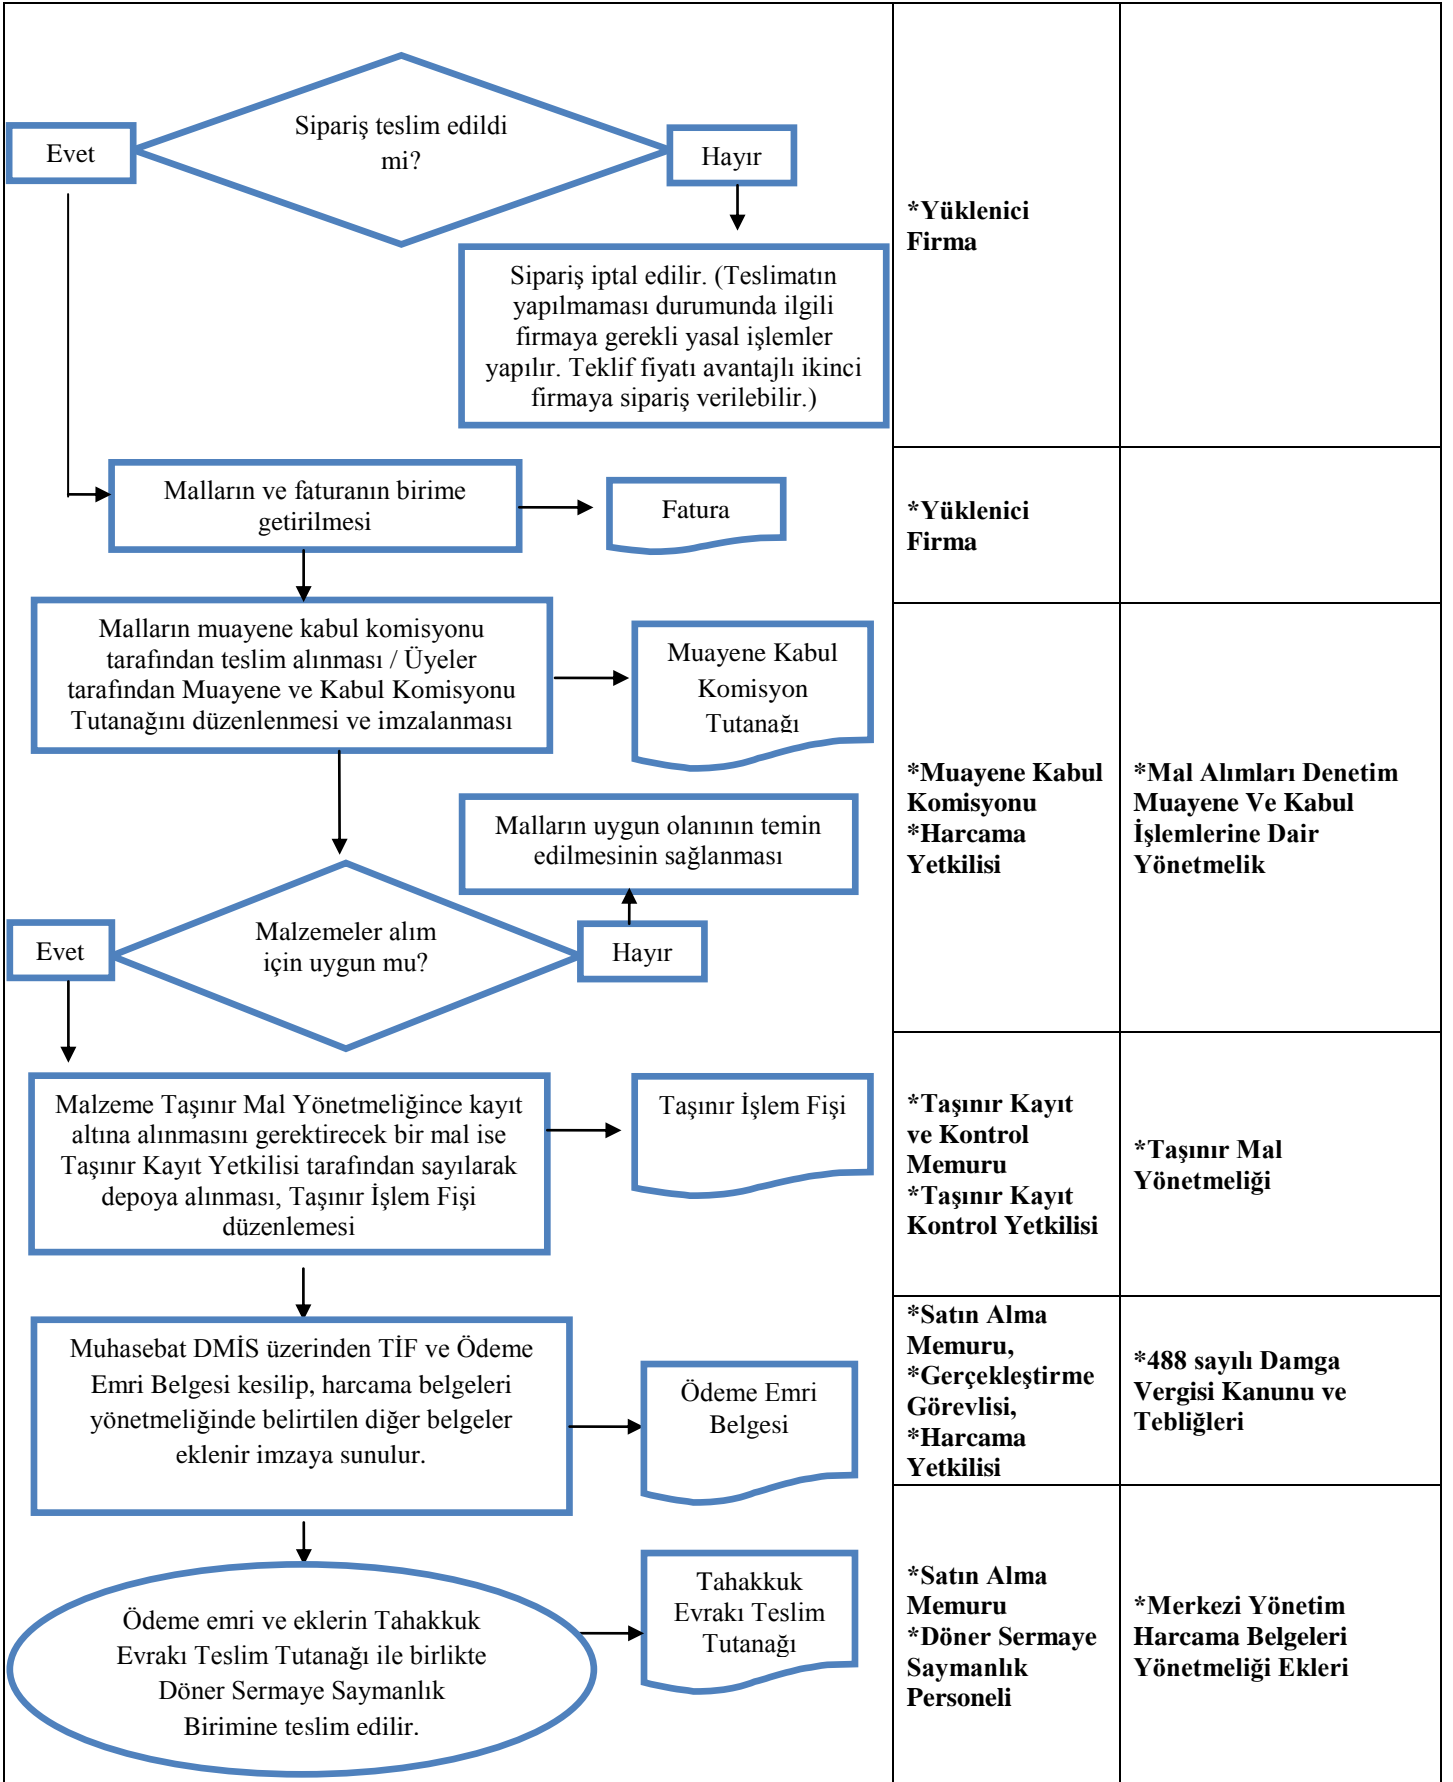 Sipariş teslim edildi
mi?
Evet
Hayır
Sipariş iptal edilir. (Teslimatın
yapılmaması durumunda ilgili
firmaya gerekli yasal işlemler
yapılır. Teklif fiyatı avantajlı ikinci
firmaya sipariş verilebilir.)
*Yüklenici
Firma
Malların ve faturanın birime
getirilmesi
Fatura
*Yüklenici
Firma
Malların muayene kabul komisyonu
tarafından teslim alınması / Üyeler
tarafından Muayene ve Kabul Komisyonu
Tutanağını düzenlenmesi ve imzalanması
Muayene Kabul
Komisyon
Tutanağı
Malların uygun olanının temin
edilmesinin sağlanması
Malzemeler alım
için uygun mu?
Evet
Hayır
*Muayene Kabul
Komisyonu
*Harcama
Yetkilisi
*Mal Alımları Denetim
Muayene Ve Kabul
İşlemlerine Dair
Yönetmelik
Malzeme Taşınır Mal Yönetmeliğince kayıt
altına alınmasını gerektirecek bir mal ise
Taşınır Kayıt Yetkilisi tarafından sayılarak
depoya alınması, Taşınır İşlem Fişi
düzenlemesi
Taşınır İşlem Fişi
*Taşınır Kayıt
ve Kontrol
Memuru
*Taşınır Kayıt
Kontrol Yetkilisi
*Taşınır Mal
Yönetmeliği
Muhasebat DMİS üzerinden TİF ve Ödeme
Emri Belgesi kesilip, harcama belgeleri
yönetmeliğinde belirtilen diğer belgeler
eklenir imzaya sunulur.
Ödeme Emri
Belgesi
*Satın Alma
Memuru,
*Gerçekleştirme
Görevlisi,
*Harcama
Yetkilisi
*488 sayılı Damga
Vergisi Kanunu ve
Tebliğleri
Ödeme emri ve eklerin Tahakkuk
Evrakı Teslim Tutanağı ile birlikte
Döner Sermaye Saymanlık
Birimine teslim edilir.
Tahakkuk
Evrakı Teslim
Tutanağı
*Satın Alma
Memuru
*Döner Sermaye
Saymanlık
Personeli
*Merkezi Yönetim
Harcama Belgeleri
Yönetmeliği Ekleri